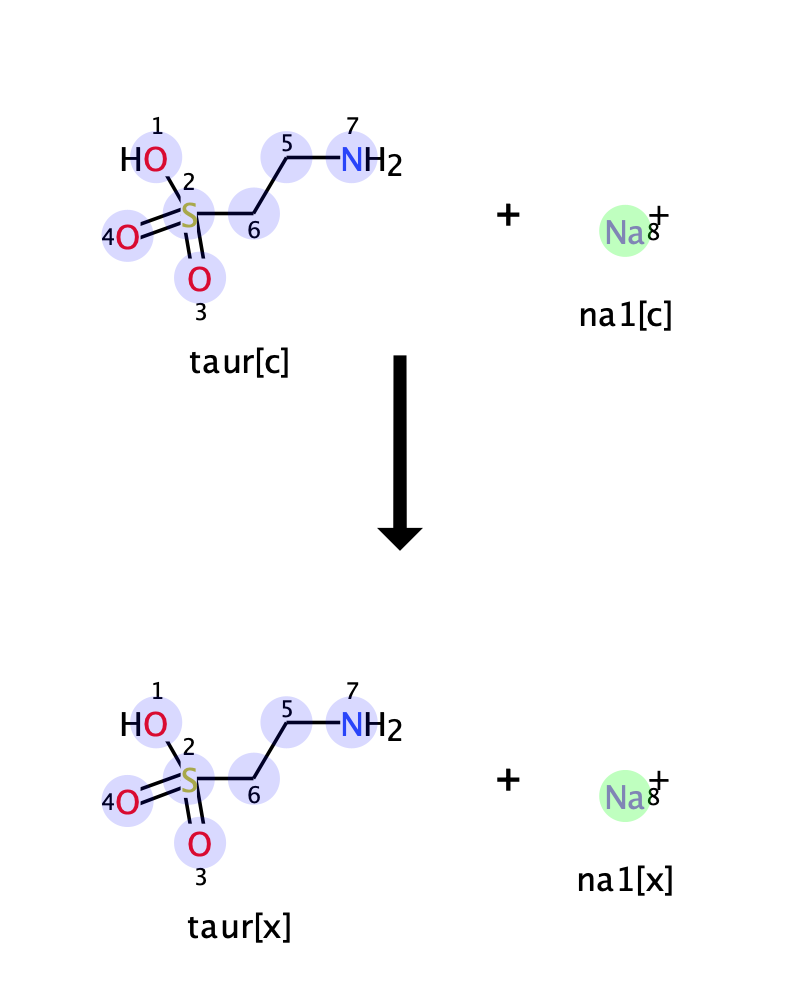 1 7
5
HO NH2
2
S + Na+
4O 6 8
O
3 na1[c]
taur[c]
1 7
5
HO NH2
2
S + Na+
4O 6 8
O
3 na1[x]
taur[x]